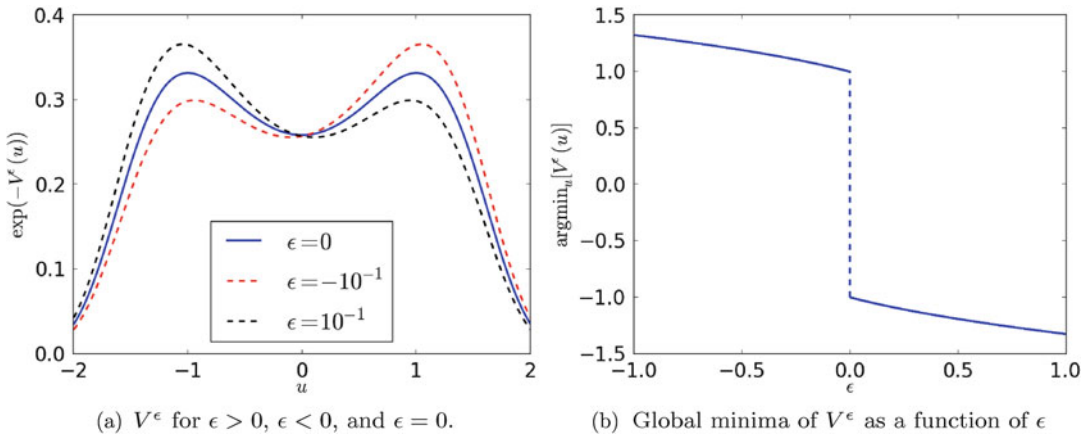 0.4
0.3
0.2
0.1
0.0
exp(−V^ϵ(u))
ϵ=0
ϵ=−10^{−1}
ϵ=10^{−1}
−2 −1 0 1 2
u
(a) V^ϵ for ϵ > 0, ϵ < 0, and ϵ = 0.
1.5
1.0
0.5
0.0
−0.5
−1.0
−1.5
argmin_u[V^ϵ(u)]
−1.0 −0.5 0.0 0.5 1.0
ϵ
(b) Global minima of V^ϵ as a function of ϵ